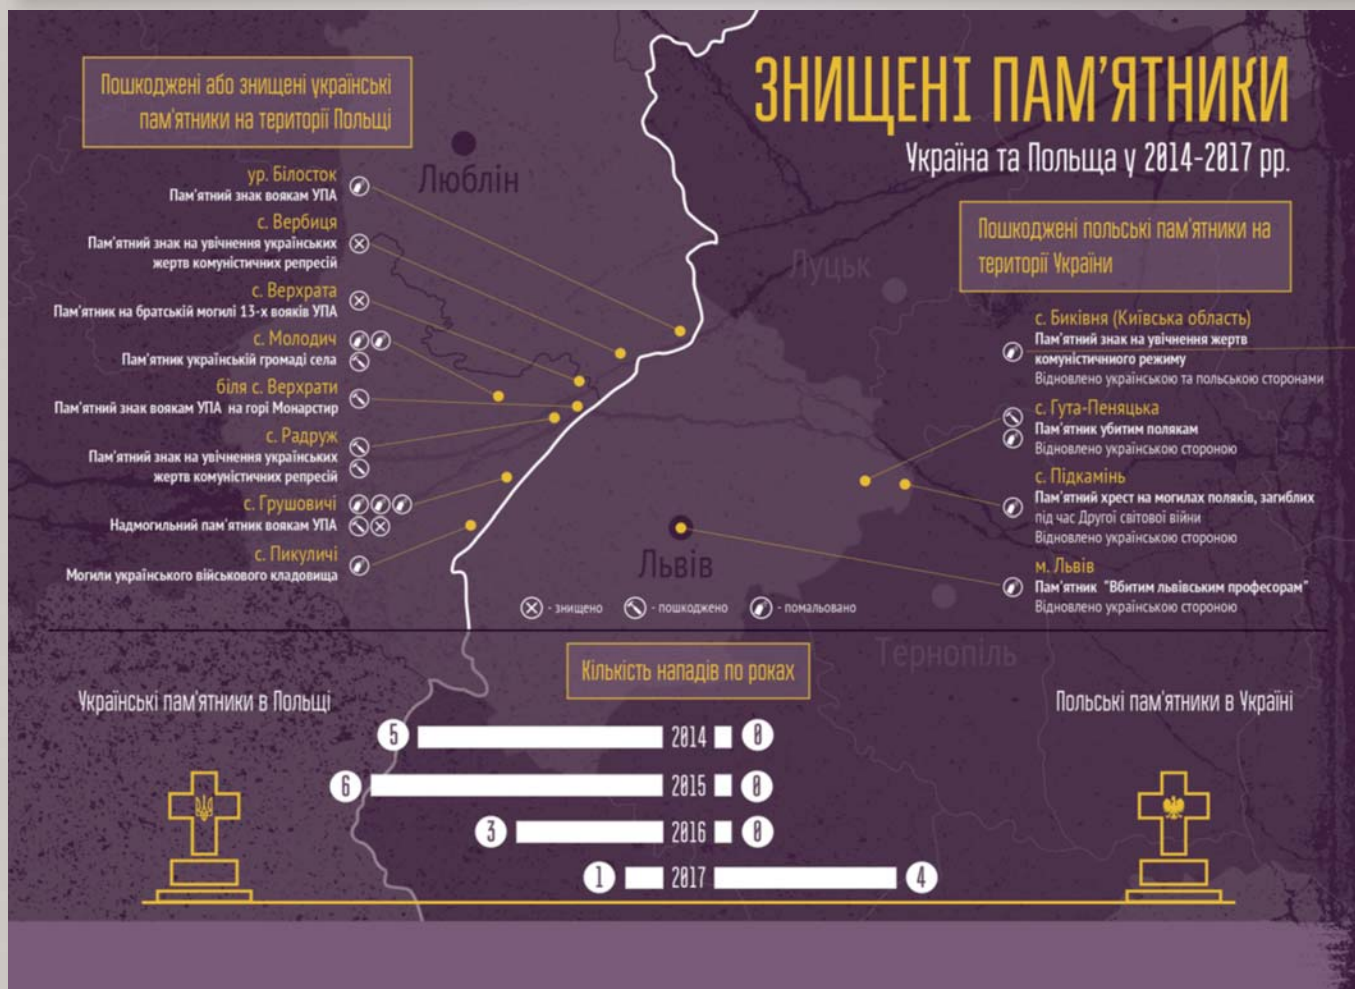 ЗНИЩЕНІ ПАМ'ЯТНИКИ
Україна та Польща у 2014-2017 рр.
Пошкоджені або знищені українські
пам'ятники на території Польщі
ур. Білосток
Пам'ятний знак воякам УПА
с. Вербиця
Пам'ятний знак на увічнення українських
жертв комуністичних репресій
с. Верхрата
Пам'ятник на братській могилі 13-х вояків УПА
с. Молодич
Пам'ятник українській громаді села
біля с. Верхрати
Пам'ятний знак воякам УПА на горі Монарстир
с. Радруж
Пам'ятний знак на увічнення українських
жертв комуністичних репресій
с. Грушовичі
Надмогильний пам'ятник воякам УПА
с. Пикуличі
Могили українського військового кладовища
Люблін
Луцьк
Львів
Тернопіль
Пошкоджені польські пам'ятники на
території України
с. Биківня (Київська область)
Пам'ятний знак на увічнення жертв
комуністичниого режиму
Відновлено українською та польською сторонами
с. Гута-Пеняцька
Пам'ятник убитим полякам
Відновлено українською стороною
с. Підкамінь
Пам'ятний хрест на могилах поляків, загиблих
під час Другої світової війни
Відновлено українською стороною
м. Львів
Пам'ятник "Вбитим львівським професорам"
Відновлено українською стороною
- знищено - пошкоджено - помальовано
Кількість нападів по роках
Українські пам'ятники в Польщі
Польські пам'ятники в Україні
5 2014 0
6 2015 0
3 2016 0
1 2017 4